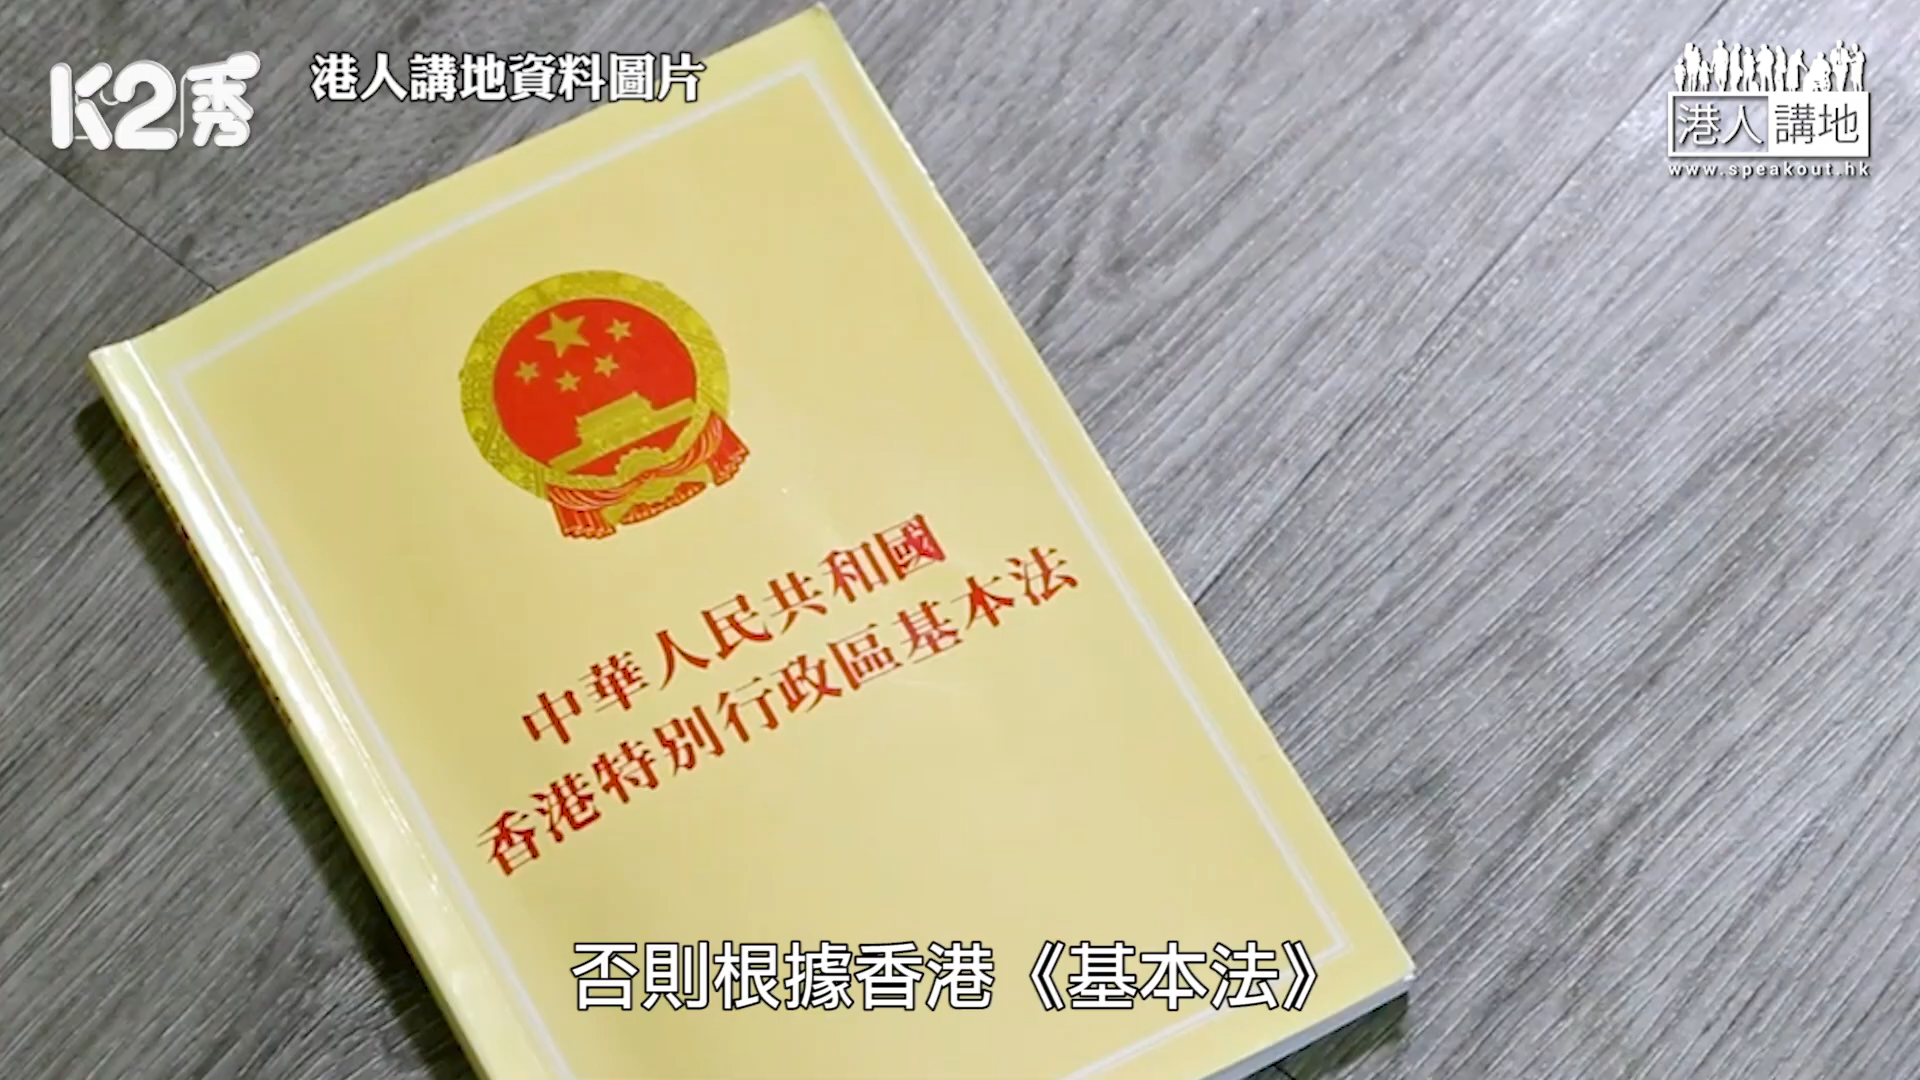 K2秀
港人講地資料圖片
港人講地
www.speakout.hk
中華人民共和國
香港特別行政區基本法
否則根據香港《基本法》